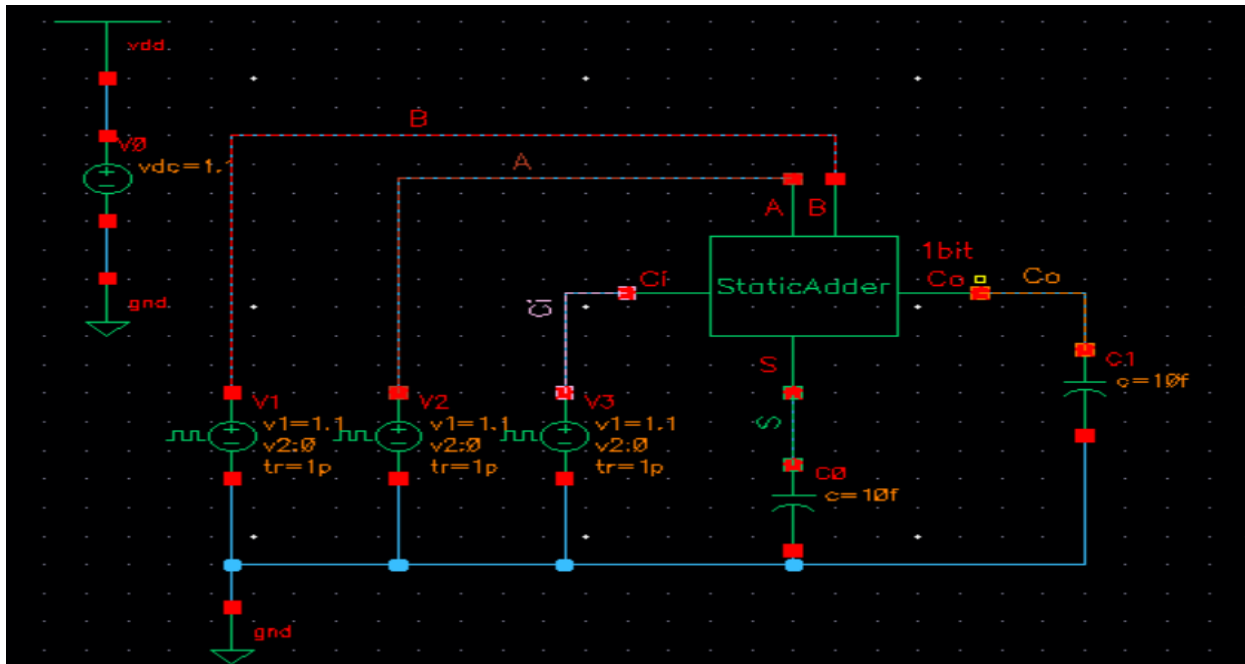 vdd
V0
vdc=1.1
gnd
B
A
A B
1bit
Ci
StaticAdder
Co
Co
Ci
S
S
C1
c=10f
V1
v1=1.1
v2:0
tr=1p
V2
v1=1.1
v2:0
tr=1p
V3
v1=1.1
v2:0
tr=1p
C0
c=10f
gnd